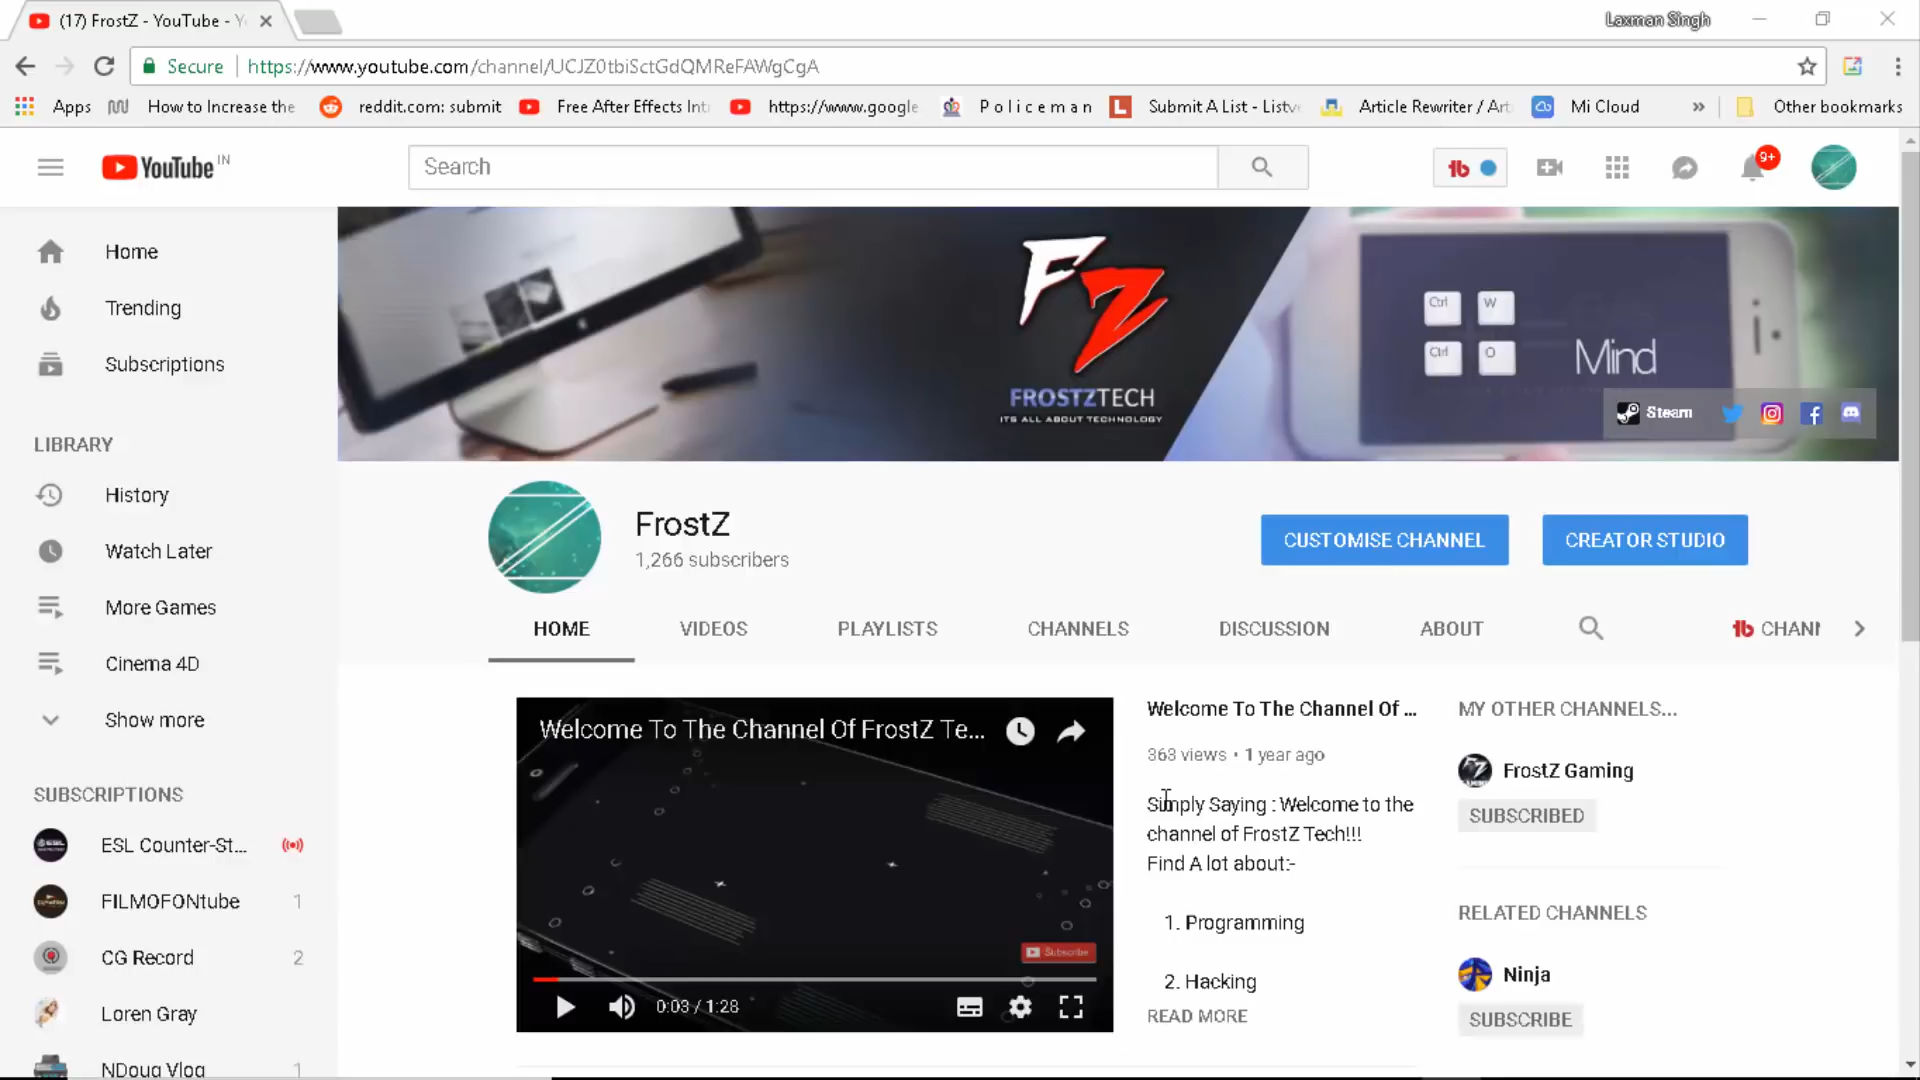 (17) FrostZ - YouTube - Y
Laxman Singh
Secure
https://www.youtube.com/channel/UCJZ0tbiSctGdQMReFAWgCgA
Apps
How to Increase the
reddit.com: submit
Free After Effects Int
https://www.google
P o l i c e m a n
Submit A List - Listv
Article Rewriter / Art
Mi Cloud
»
Other bookmarks
YouTube IN
Search
9+
Home
Trending
Subscriptions
LIBRARY
History
Watch Later
More Games
Cinema 4D
Show more
SUBSCRIPTIONS
ESL Counter-St...
FILMOFONtube 1
CG Record 2
Loren Gray
NDoug Vlog 1
FZ
FROSTZTECH
ITS ALL ABOUT TECHNOLOGY
Ctrl W
Ctrl O
Mind
Steam
FrostZ
1,266 subscribers
CUSTOMISE CHANNEL
CREATOR STUDIO
HOME
VIDEOS
PLAYLISTS
CHANNELS
DISCUSSION
ABOUT
CHANN
Welcome To The Channel Of FrostZ Te...
Subscribe
0:03 / 1:28
Welcome To The Channel Of ...
363 views • 1 year ago
Simply Saying : Welcome to the
channel of FrostZ Tech!!!
Find A lot about:-
1. Programming
2. Hacking
READ MORE
MY OTHER CHANNELS...
FrostZ Gaming
SUBSCRIBED
RELATED CHANNELS
Ninja
SUBSCRIBE